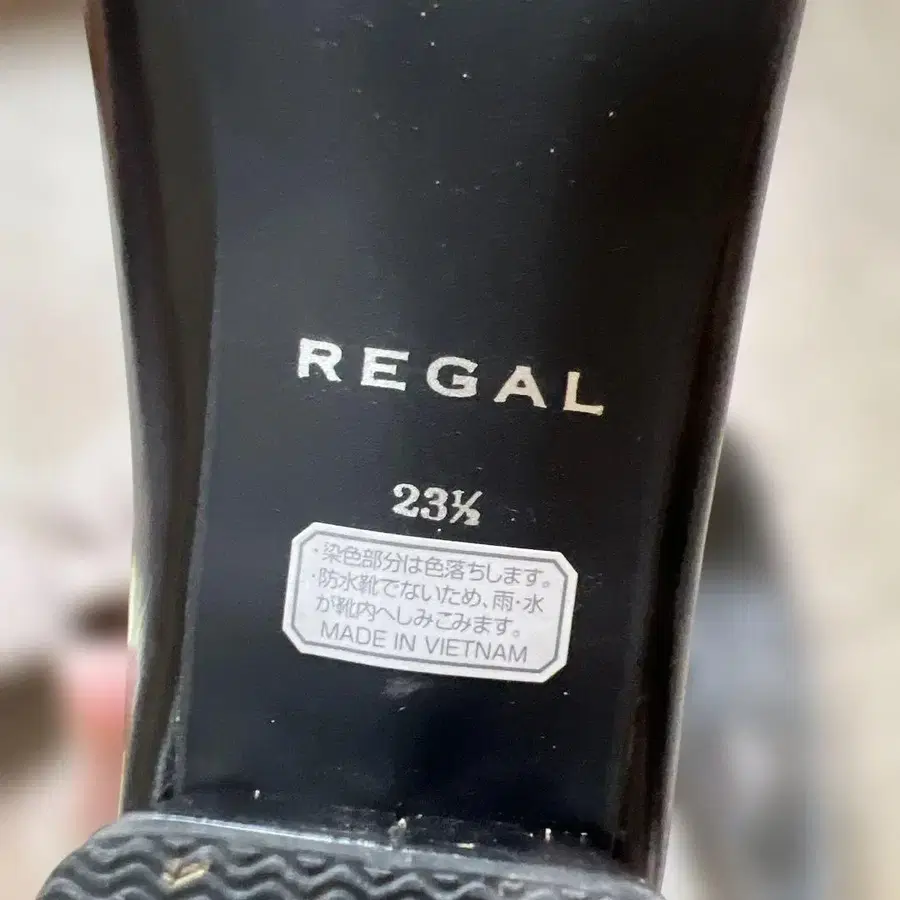 REGAL
23½
・染色部分は色落ちします。
・防水靴でないため、雨・水
が靴内へしみこみます。
MADE IN VIETNAM